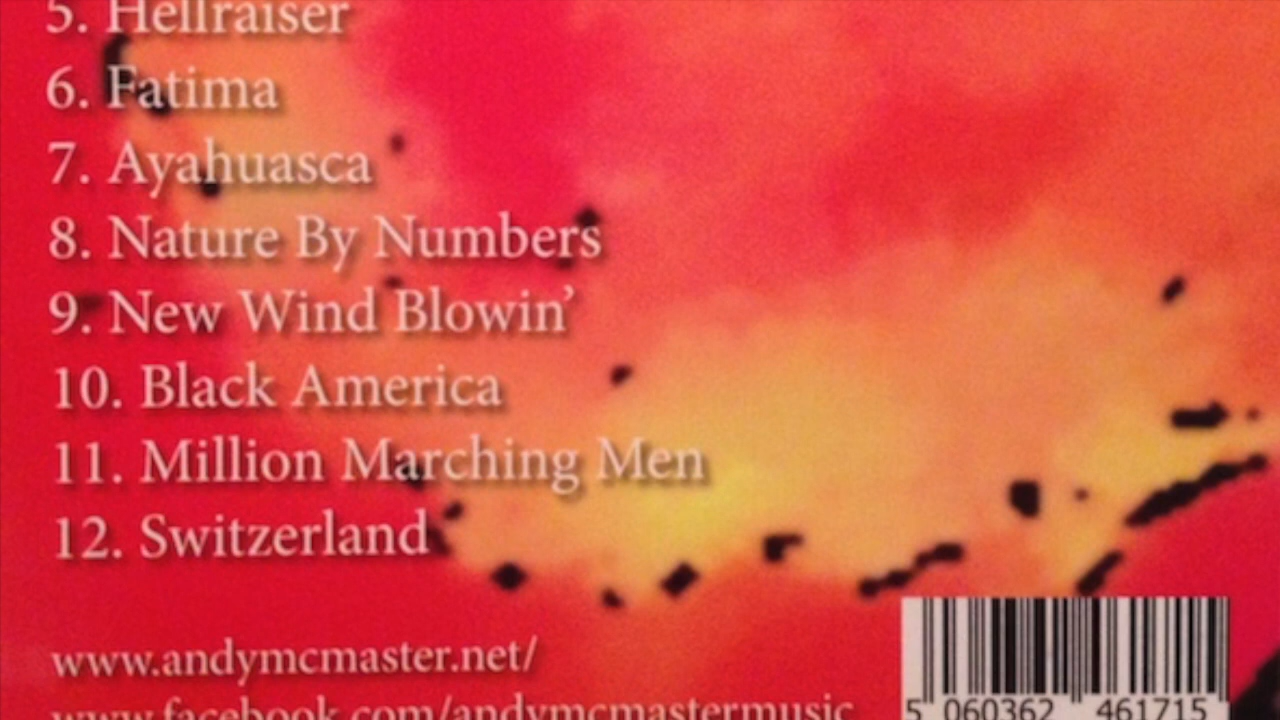 5. Hellraiser
6. Fatima
7. Ayahuasca
8. Nature By Numbers
9. New Wind Blowin’
10. Black America
11. Million Marching Men
12. Switzerland
www.andymcmaster.net/
www.facebook.com/andymcmastermusic
5 060362 461715